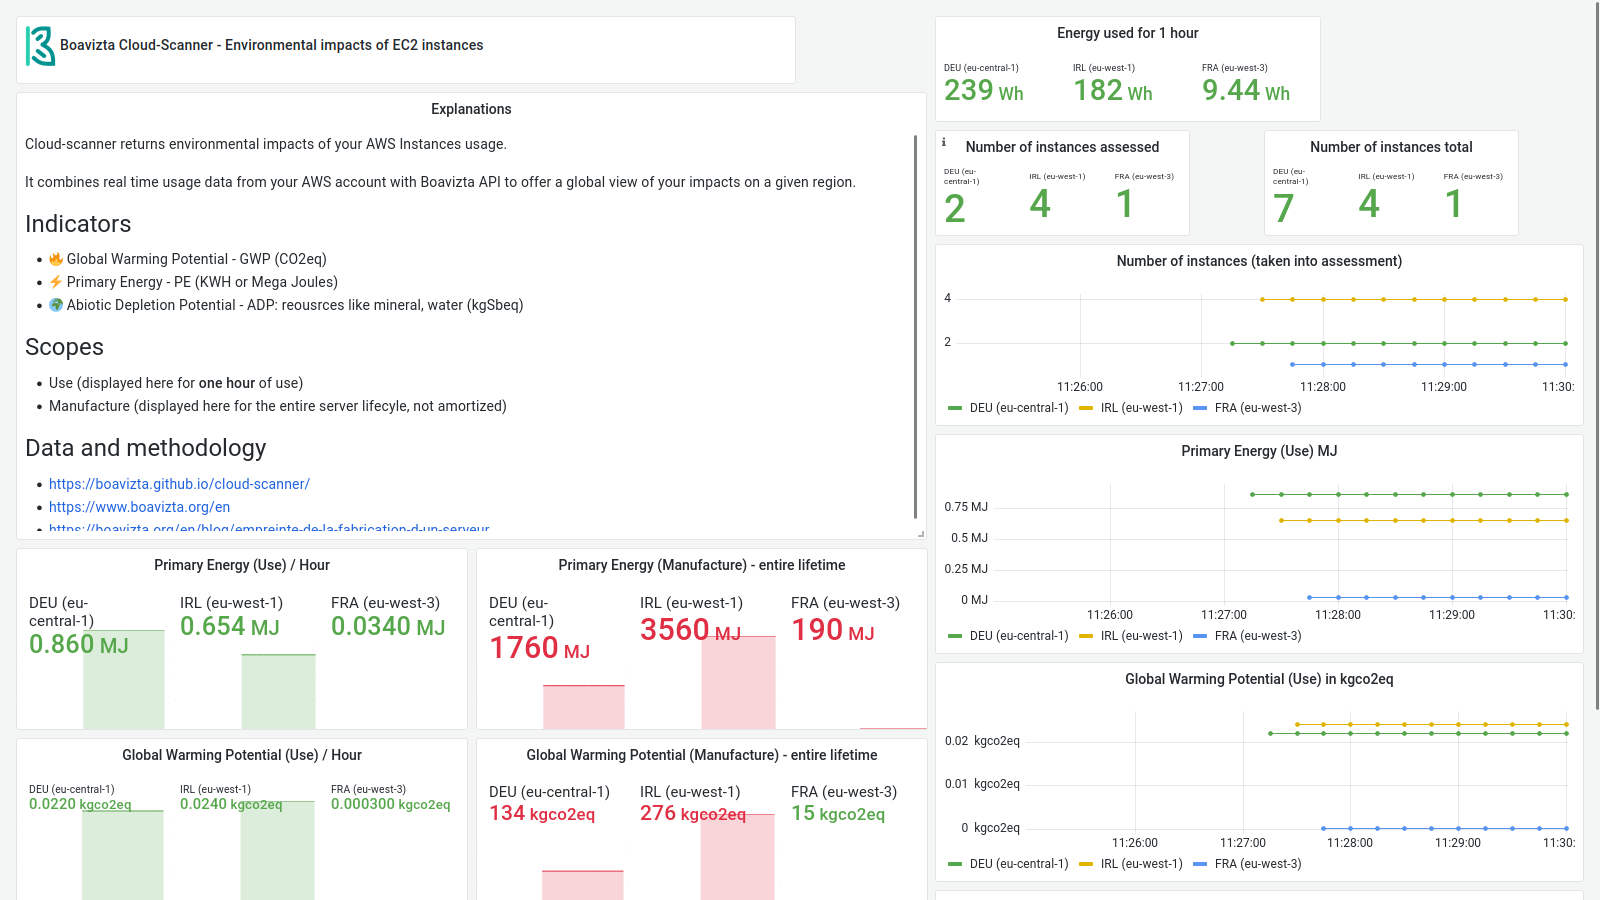 Boavizta Cloud-Scanner - Environmental impacts of EC2 instances
Explanations
Cloud-scanner returns environmental impacts of your AWS Instances usage.
It combines real time usage data from your AWS account with Boavizta API to offer a global view of your impacts on a given region.
Indicators
• 🔥 Global Warming Potential - GWP (CO2eq)
• ⚡ Primary Energy - PE (KWH or Mega Joules)
• 🌍 Abiotic Depletion Potential - ADP: reousrces like mineral, water (kgSbeq)
Scopes
• Use (displayed here for one hour of use)
• Manufacture (displayed here for the entire server lifecyle, not amortized)
Data and methodology
• https://boavizta.github.io/cloud-scanner/
• https://www.boavizta.org/en
• https://boavizta.org/en/blog/empreinte-de-la-fabrication-d-un-serveur
Primary Energy (Use) / Hour
DEU (eu-
central-1)
0.860 MJ
IRL (eu-west-1)
0.654 MJ
FRA (eu-west-3)
0.0340 MJ
Primary Energy (Manufacture) - entire lifetime
DEU (eu-
central-1)
1760 MJ
IRL (eu-west-1)
3560 MJ
FRA (eu-west-3)
190 MJ
Global Warming Potential (Use) / Hour
DEU (eu-central-1)
0.0220 kgco2eq
IRL (eu-west-1)
0.0240 kgco2eq
FRA (eu-west-3)
0.000300 kgco2eq
Global Warming Potential (Manufacture) - entire lifetime
DEU (eu-central-1)
134 kgco2eq
IRL (eu-west-1)
276 kgco2eq
FRA (eu-west-3)
15 kgco2eq
Energy used for 1 hour
DEU (eu-central-1)
239 Wh
IRL (eu-west-1)
182 Wh
FRA (eu-west-3)
9.44 Wh
Number of instances assessed
DEU (eu-
central-1)
2
IRL (eu-west-1)
4
FRA (eu-west-3)
1
Number of instances total
DEU (eu-
central-1)
7
IRL (eu-west-1)
4
FRA (eu-west-3)
1
Number of instances (taken into assessment)
4
2
11:26:00 11:27:00 11:28:00 11:29:00 11:30:
DEU (eu-central-1) IRL (eu-west-1) FRA (eu-west-3)
Primary Energy (Use) MJ
0.75 MJ
0.5 MJ
0.25 MJ
0 MJ
11:26:00 11:27:00 11:28:00 11:29:00 11:30:
DEU (eu-central-1) IRL (eu-west-1) FRA (eu-west-3)
Global Warming Potential (Use) in kgco2eq
0.02 kgco2eq
0.01 kgco2eq
0 kgco2eq
11:26:00 11:27:00 11:28:00 11:29:00 11:30:
DEU (eu-central-1) IRL (eu-west-1) FRA (eu-west-3)